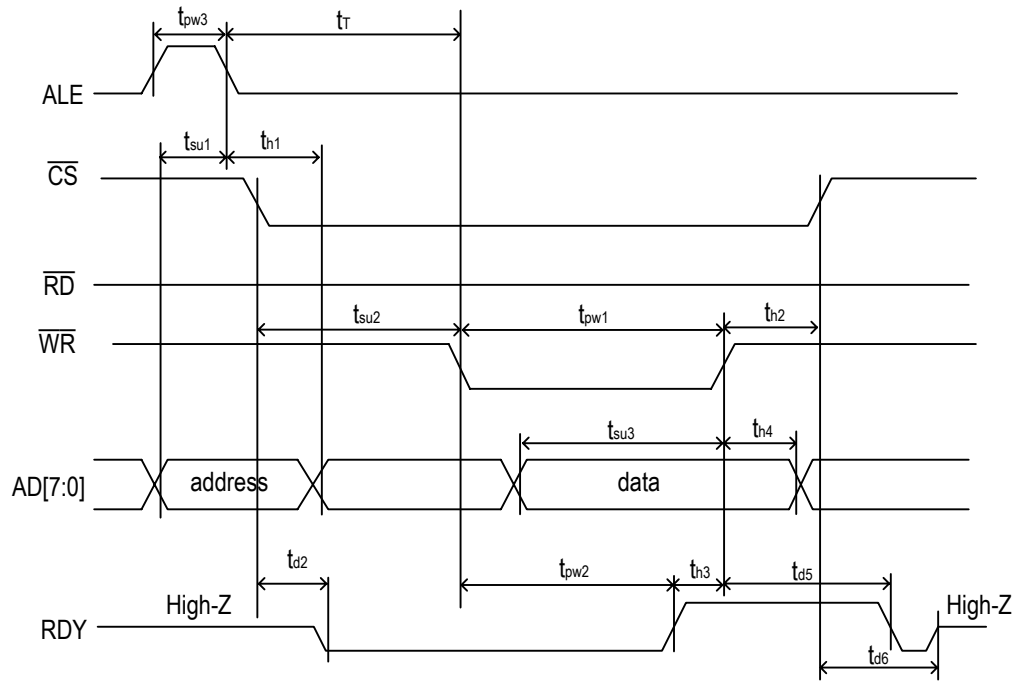 tpw3 tT
ALE
tsu1 th1
CS
RD
tsu2 tpw1 th2
WR
tsu3 th4
AD[7:0] address data
td2 tpw2 th3 td5
High-Z High-Z
RDY
td6